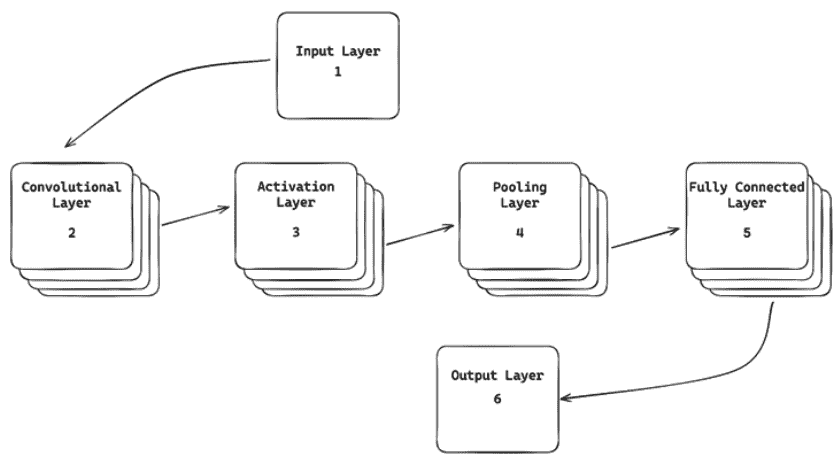 Input Layer
1
Convolutional
Layer
2
Activation
Layer
3
Pooling
Layer
4
Fully Connected
Layer
5
Output Layer
6